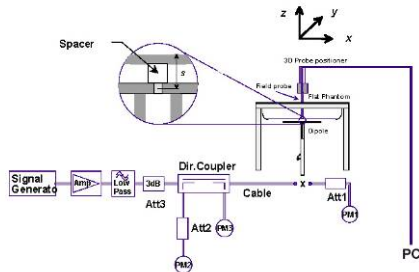 z
y
x
Spacer
s
3D Probe positioner
Field probe
Flat Phantom
Dipole
Signal
Generato
Amp
Low
Pass
3dB
Att3
Dir.Coupler
Cable
x
Att1
PM1
Att2
PM3
PM2
PC